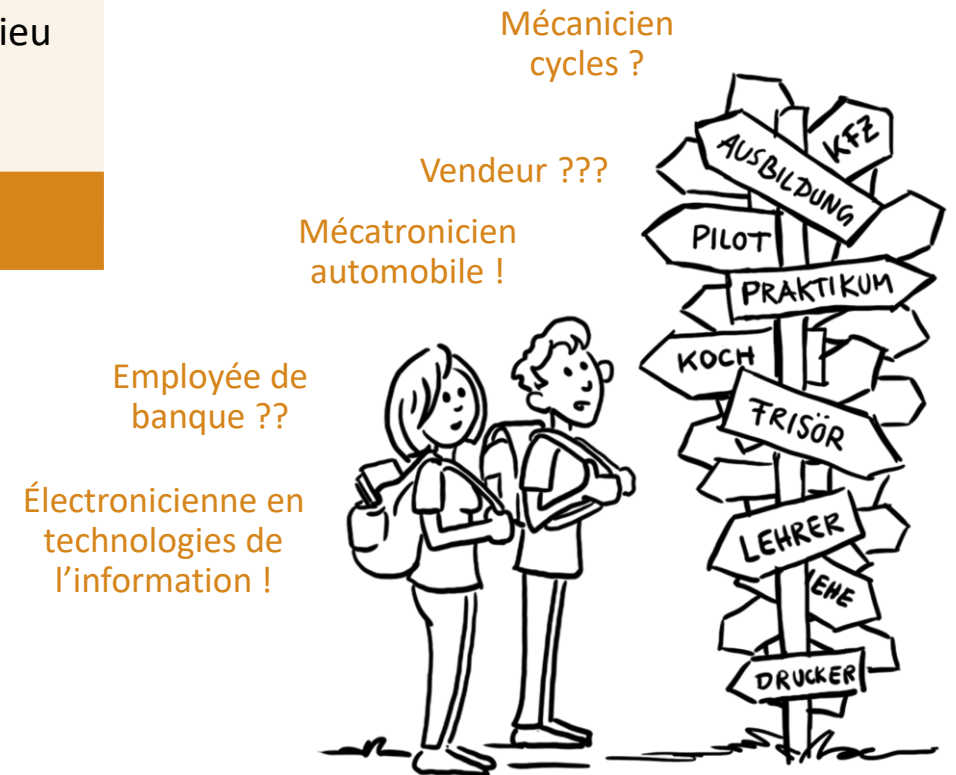 ieu
Mécanicien
cycles ?
Vendeur ???
Mécatronicien
automobile !
Employée de
banque ??
Électronicienne en
technologies de
l’information !
KFZ
AUSBILDUNG
PILOT
PRAKTIKUM
KOCH
FRISÖR
LEHRER
EHE
DRUCKER